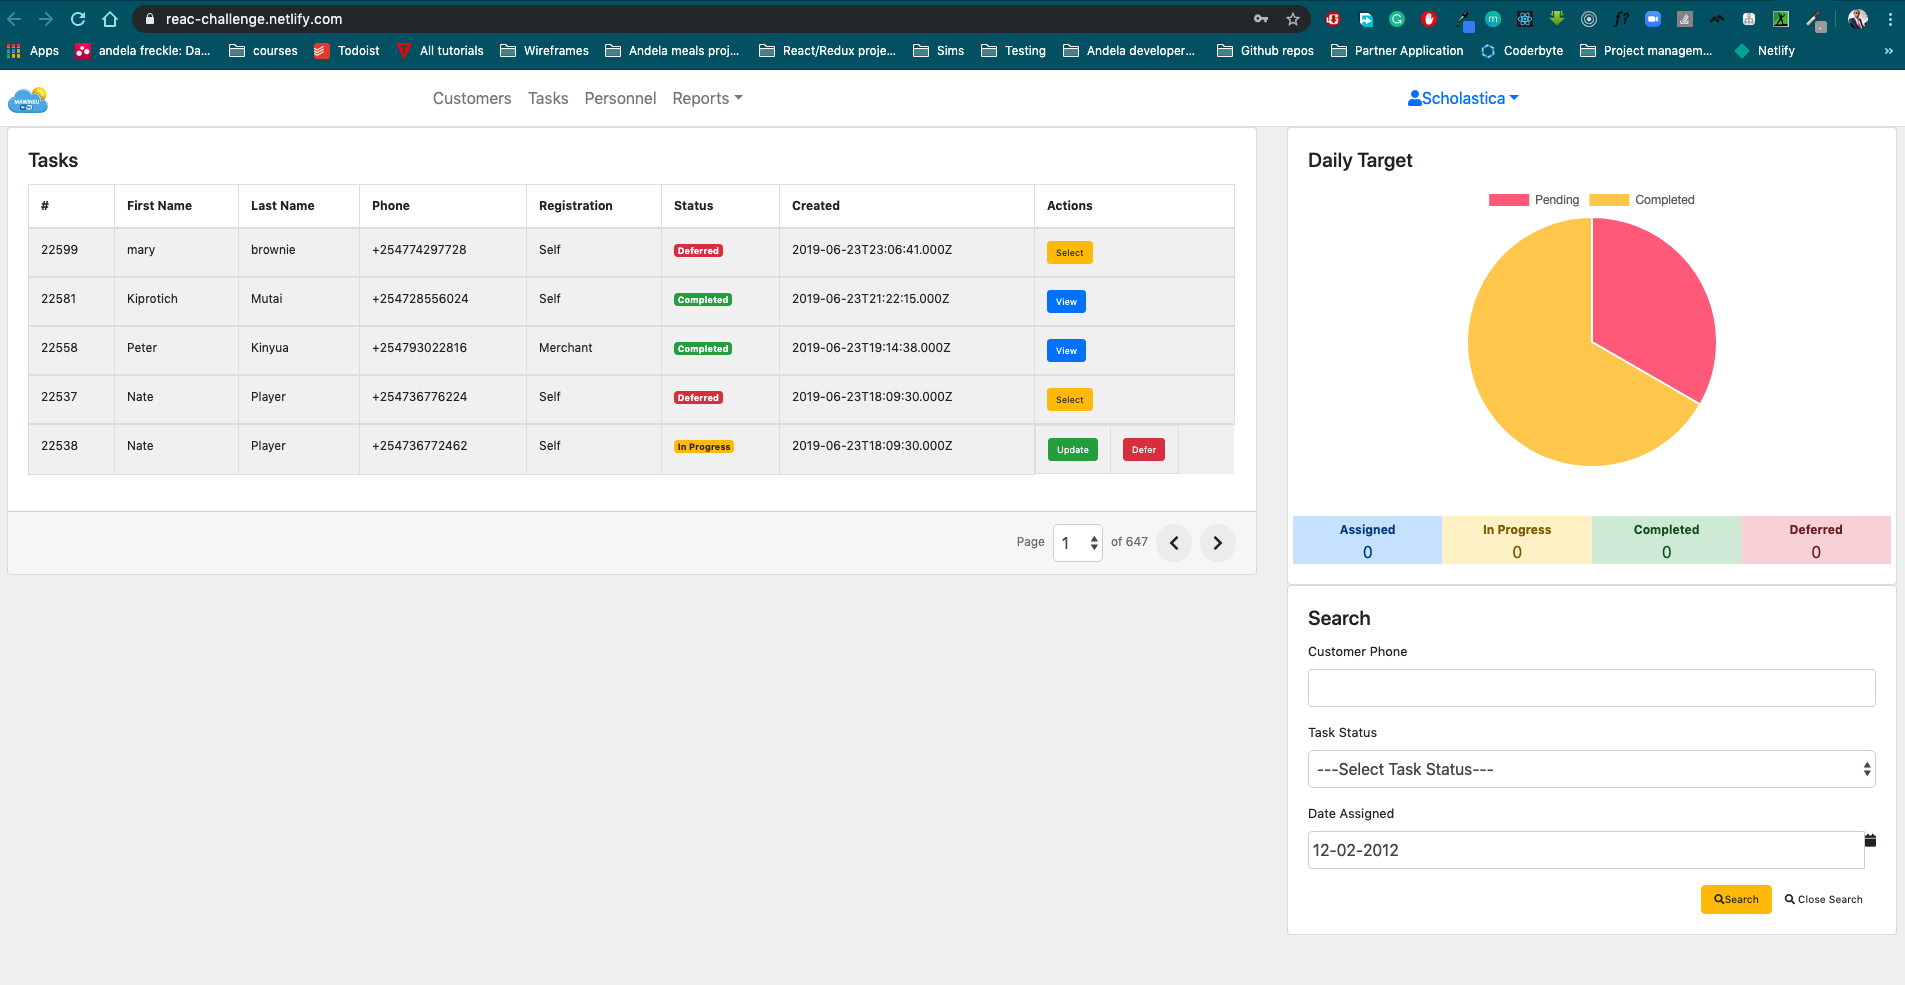 reac-challenge.netlify.com
Apps andela freckle: Da... courses Todoist All tutorials Wireframes Andela meals proj... React/Redux proje... Sims Testing Andela developer... Github repos Partner Application Coderbyte Project managem... Netlify »
MAWINGU
Customers Tasks Personnel Reports Scholastica
Tasks
# First Name Last Name Phone Registration Status Created Actions
22599 mary brownie +254774297728 Self Deferred 2019-06-23T23:06:41.000Z Select
22581 Kiprotich Mutai +254728556024 Self Completed 2019-06-23T21:22:15.000Z View
22558 Peter Kinyua +254793022816 Merchant Completed 2019-06-23T19:14:38.000Z View
22537 Nate Player +254736776224 Self Deferred 2019-06-23T18:09:30.000Z Select
22538 Nate Player +254736772462 Self In Progress 2019-06-23T18:09:30.000Z Update Defer
Page 1 of 647
Daily Target
Pending Completed
Assigned In Progress Completed Deferred
0 0 0 0
Search
Customer Phone
Task Status
---Select Task Status---
Date Assigned
12-02-2012
Search Close Search